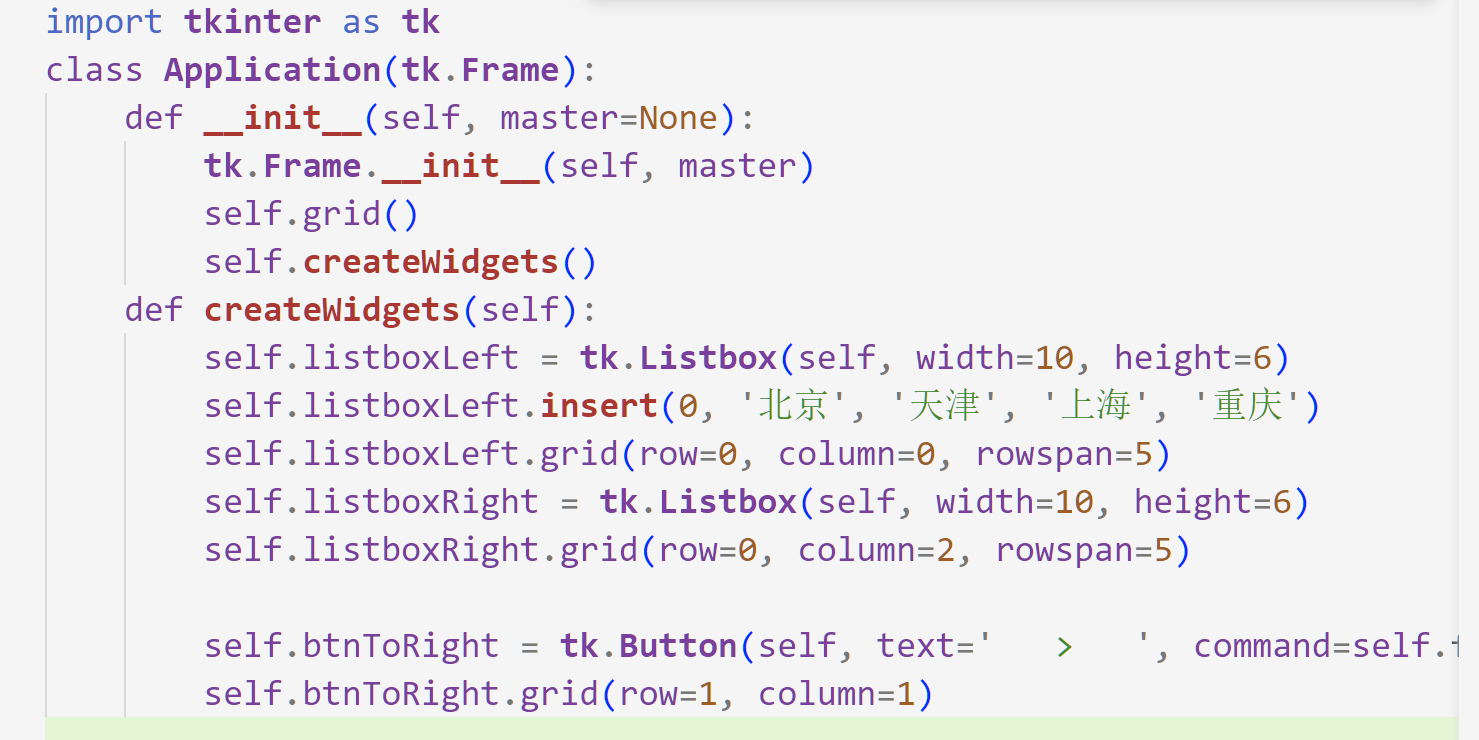 import tkinter as tk
class Application(tk.Frame):
    def __init__(self, master=None):
        tk.Frame.__init__(self, master)
        self.grid()
        self.createWidgets()
    def createWidgets(self):
        self.listboxLeft = tk.Listbox(self, width=10, height=6)
        self.listboxLeft.insert(0, '北京', '天津', '上海', '重庆')
        self.listboxLeft.grid(row=0, column=0, rowspan=5)
        self.listboxRight = tk.Listbox(self, width=10, height=6)
        self.listboxRight.grid(row=0, column=2, rowspan=5)
        self.btnToRight = tk.Button(self, text='   >   ', command=self.
        self.btnToRight.grid(row=1, column=1)